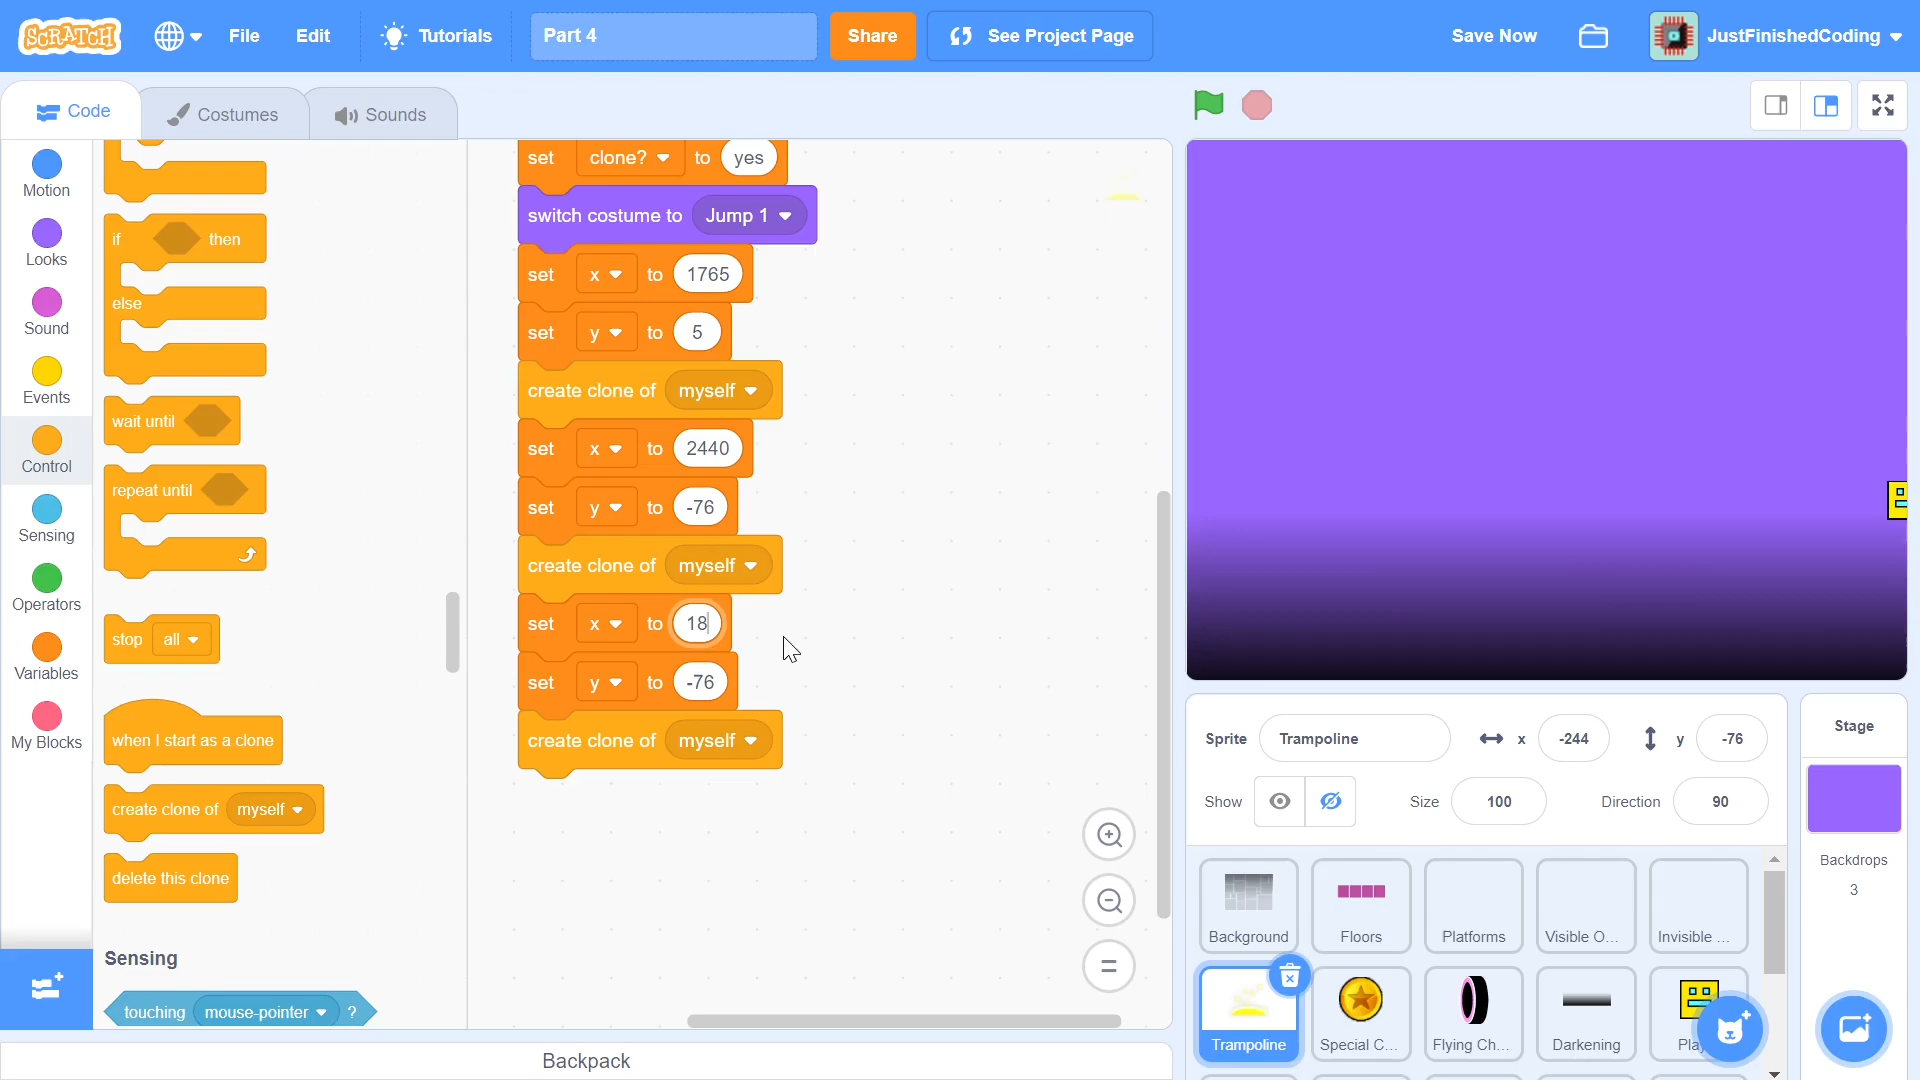 SCRATCH File Edit Tutorials Part 4 Share See Project Page Save Now JustFinishedCoding
Code Costumes Sounds
Motion
Looks
Sound
Events
Control
Sensing
Operators
Variables
My Blocks
if then
else
wait until
repeat until
stop all
when I start as a clone
create clone of myself
delete this clone
Sensing
touching mouse-pointer ?
set clone? to yes
switch costume to Jump 1
set x to 1765
set y to 5
create clone of myself
set x to 2440
set y to -76
create clone of myself
set x to 18
set y to -76
create clone of myself
Backpack
Sprite Trampoline x -244 y -76
Show Size 100 Direction 90
Background Floors Platforms Visible O... Invisible ...
Trampoline Special C... Flying Ch... Darkening
Stage
Backdrops
3